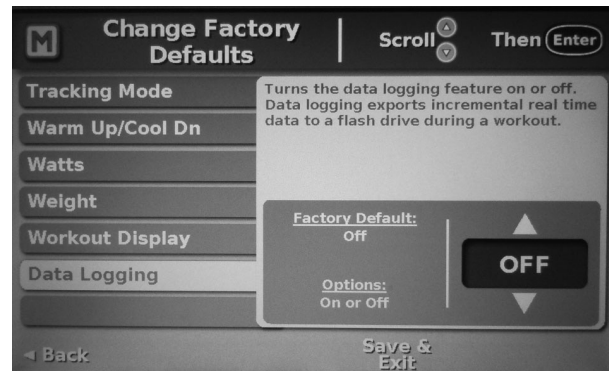 M
Change Factory
Defaults
Scroll
Then Enter
Tracking Mode
Warm Up/Cool Dn
Watts
Weight
Workout Display
Data Logging
Turns the data logging feature on or off.
Data logging exports incremental real time
data to a flash drive during a workout.
Factory Default:
Off
Options:
On or Off
OFF
Back
Save &
Exit